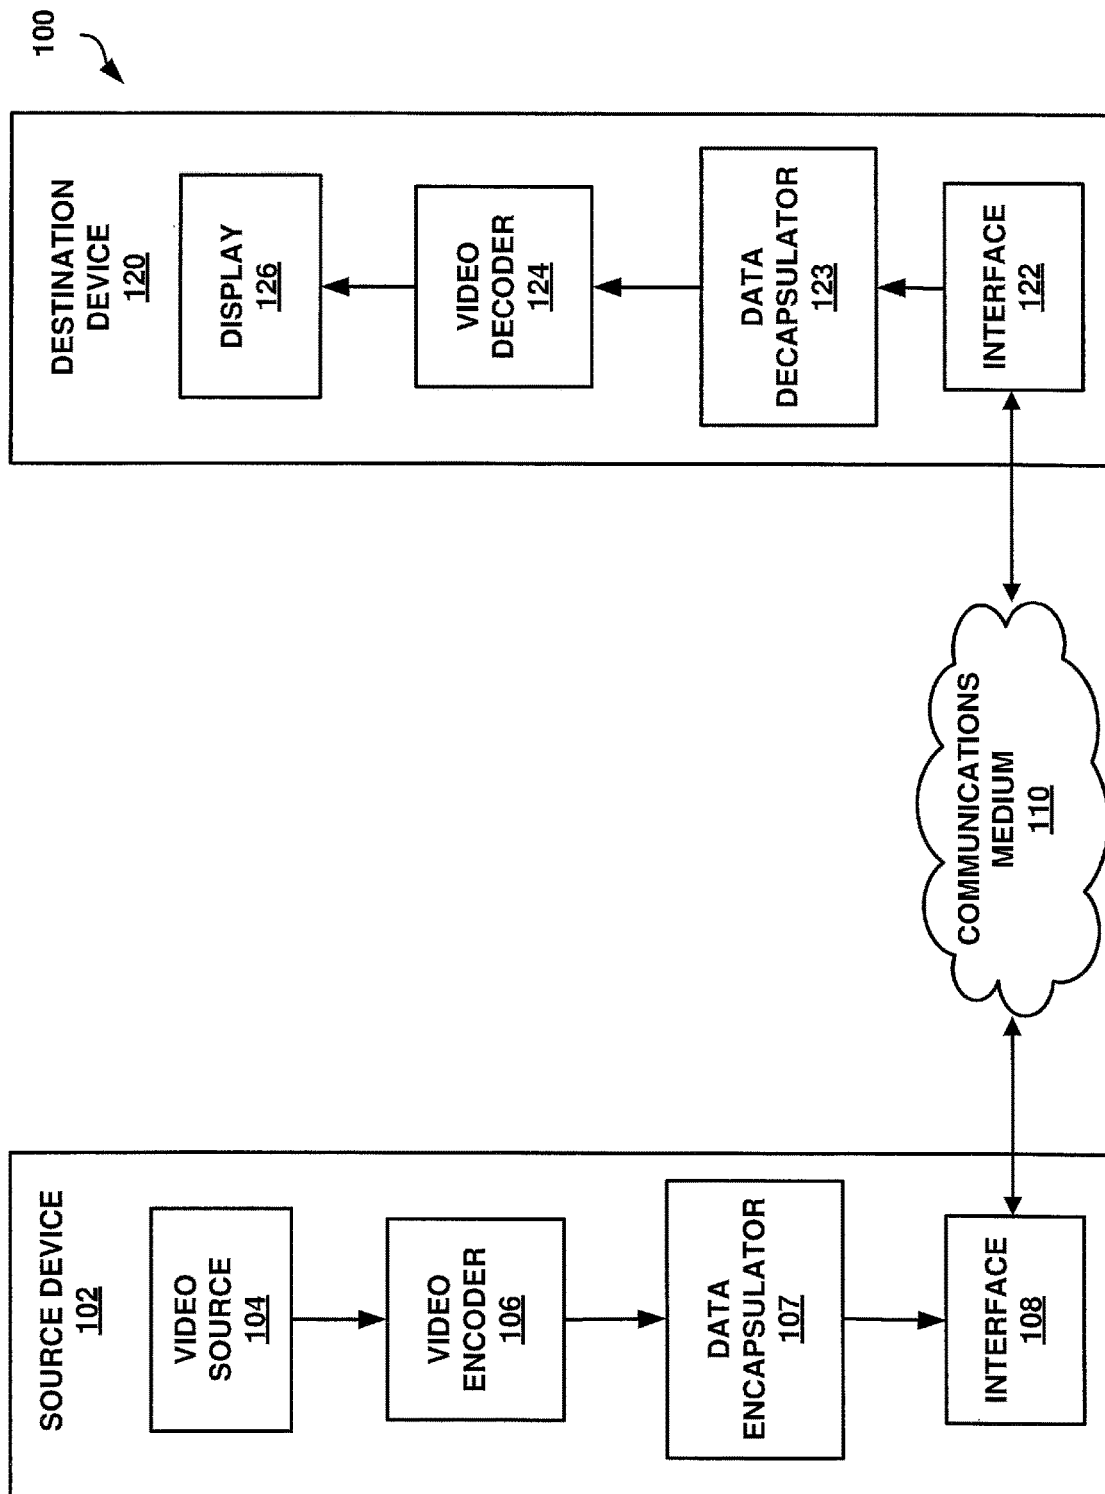 100
SOURCE DEVICE
102
VIDEO
SOURCE
104
VIDEO
ENCODER
106
DATA
ENCAPSULATOR
107
INTERFACE
108
COMMUNICATIONS
MEDIUM
110
DESTINATION
DEVICE
120
DISPLAY
126
VIDEO
DECODER
124
DATA
DECAPSULATOR
123
INTERFACE
122